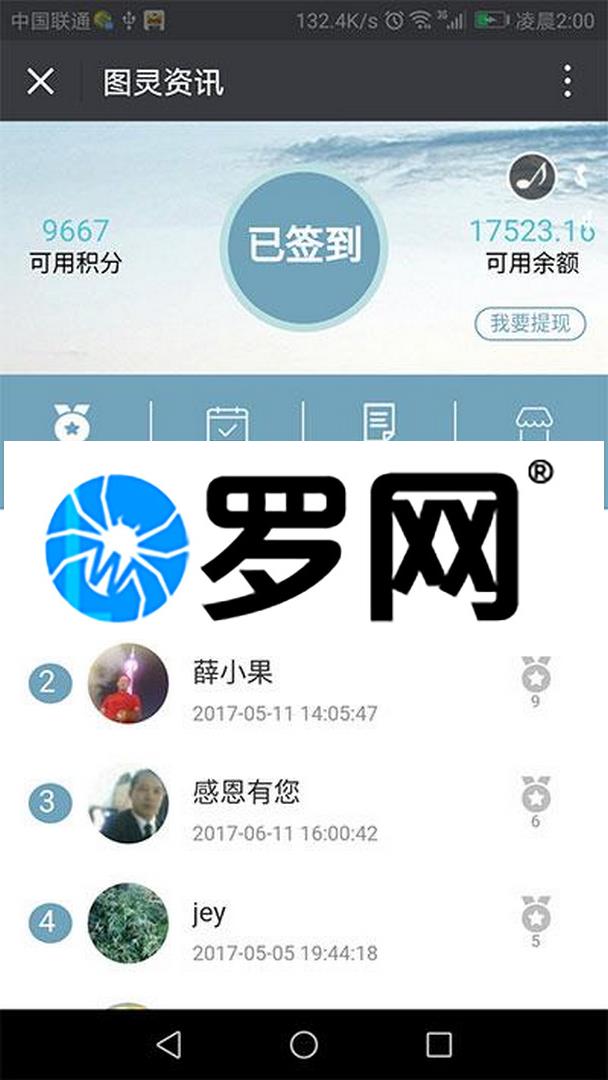 中国联通 132.4K/s 3G 凌晨2:00
图灵资讯
9667
可用积分
已签到
17523.16
可用余额
我要提现
罗网®
2 薛小果
2017-05-11 14:05:47
9
3 感恩有您
2017-06-11 16:00:42
6
4 jey
2017-05-05 19:44:18
5